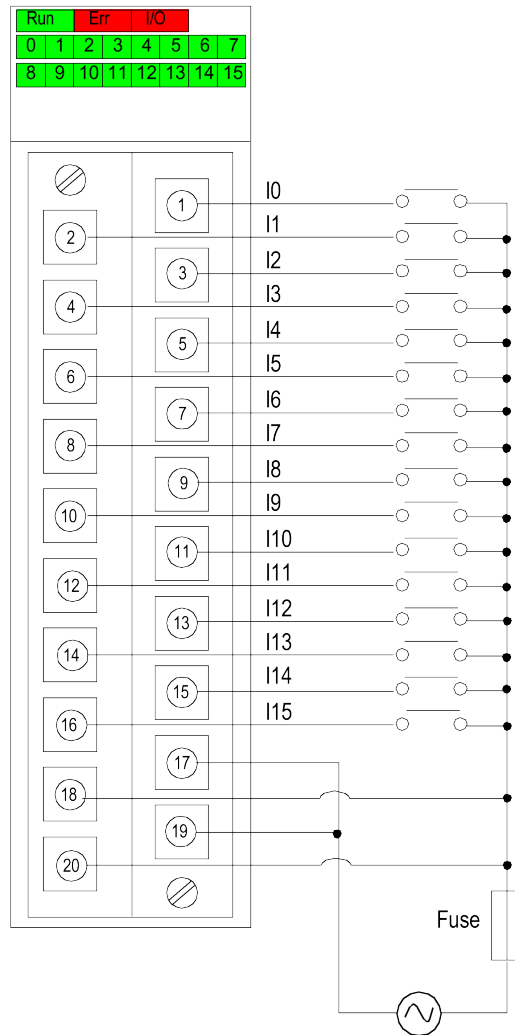 Run Err I/O
0 1 2 3 4 5 6 7
8 9 10 11 12 13 14 15
1 I0
2 I1
3 I2
4 I3
5 I4
6 I5
7 I6
8 I7
9 I8
10 I9
11 I10
12 I11
13 I12
14 I13
15 I14
16 I15
17
18
19
20
Fuse